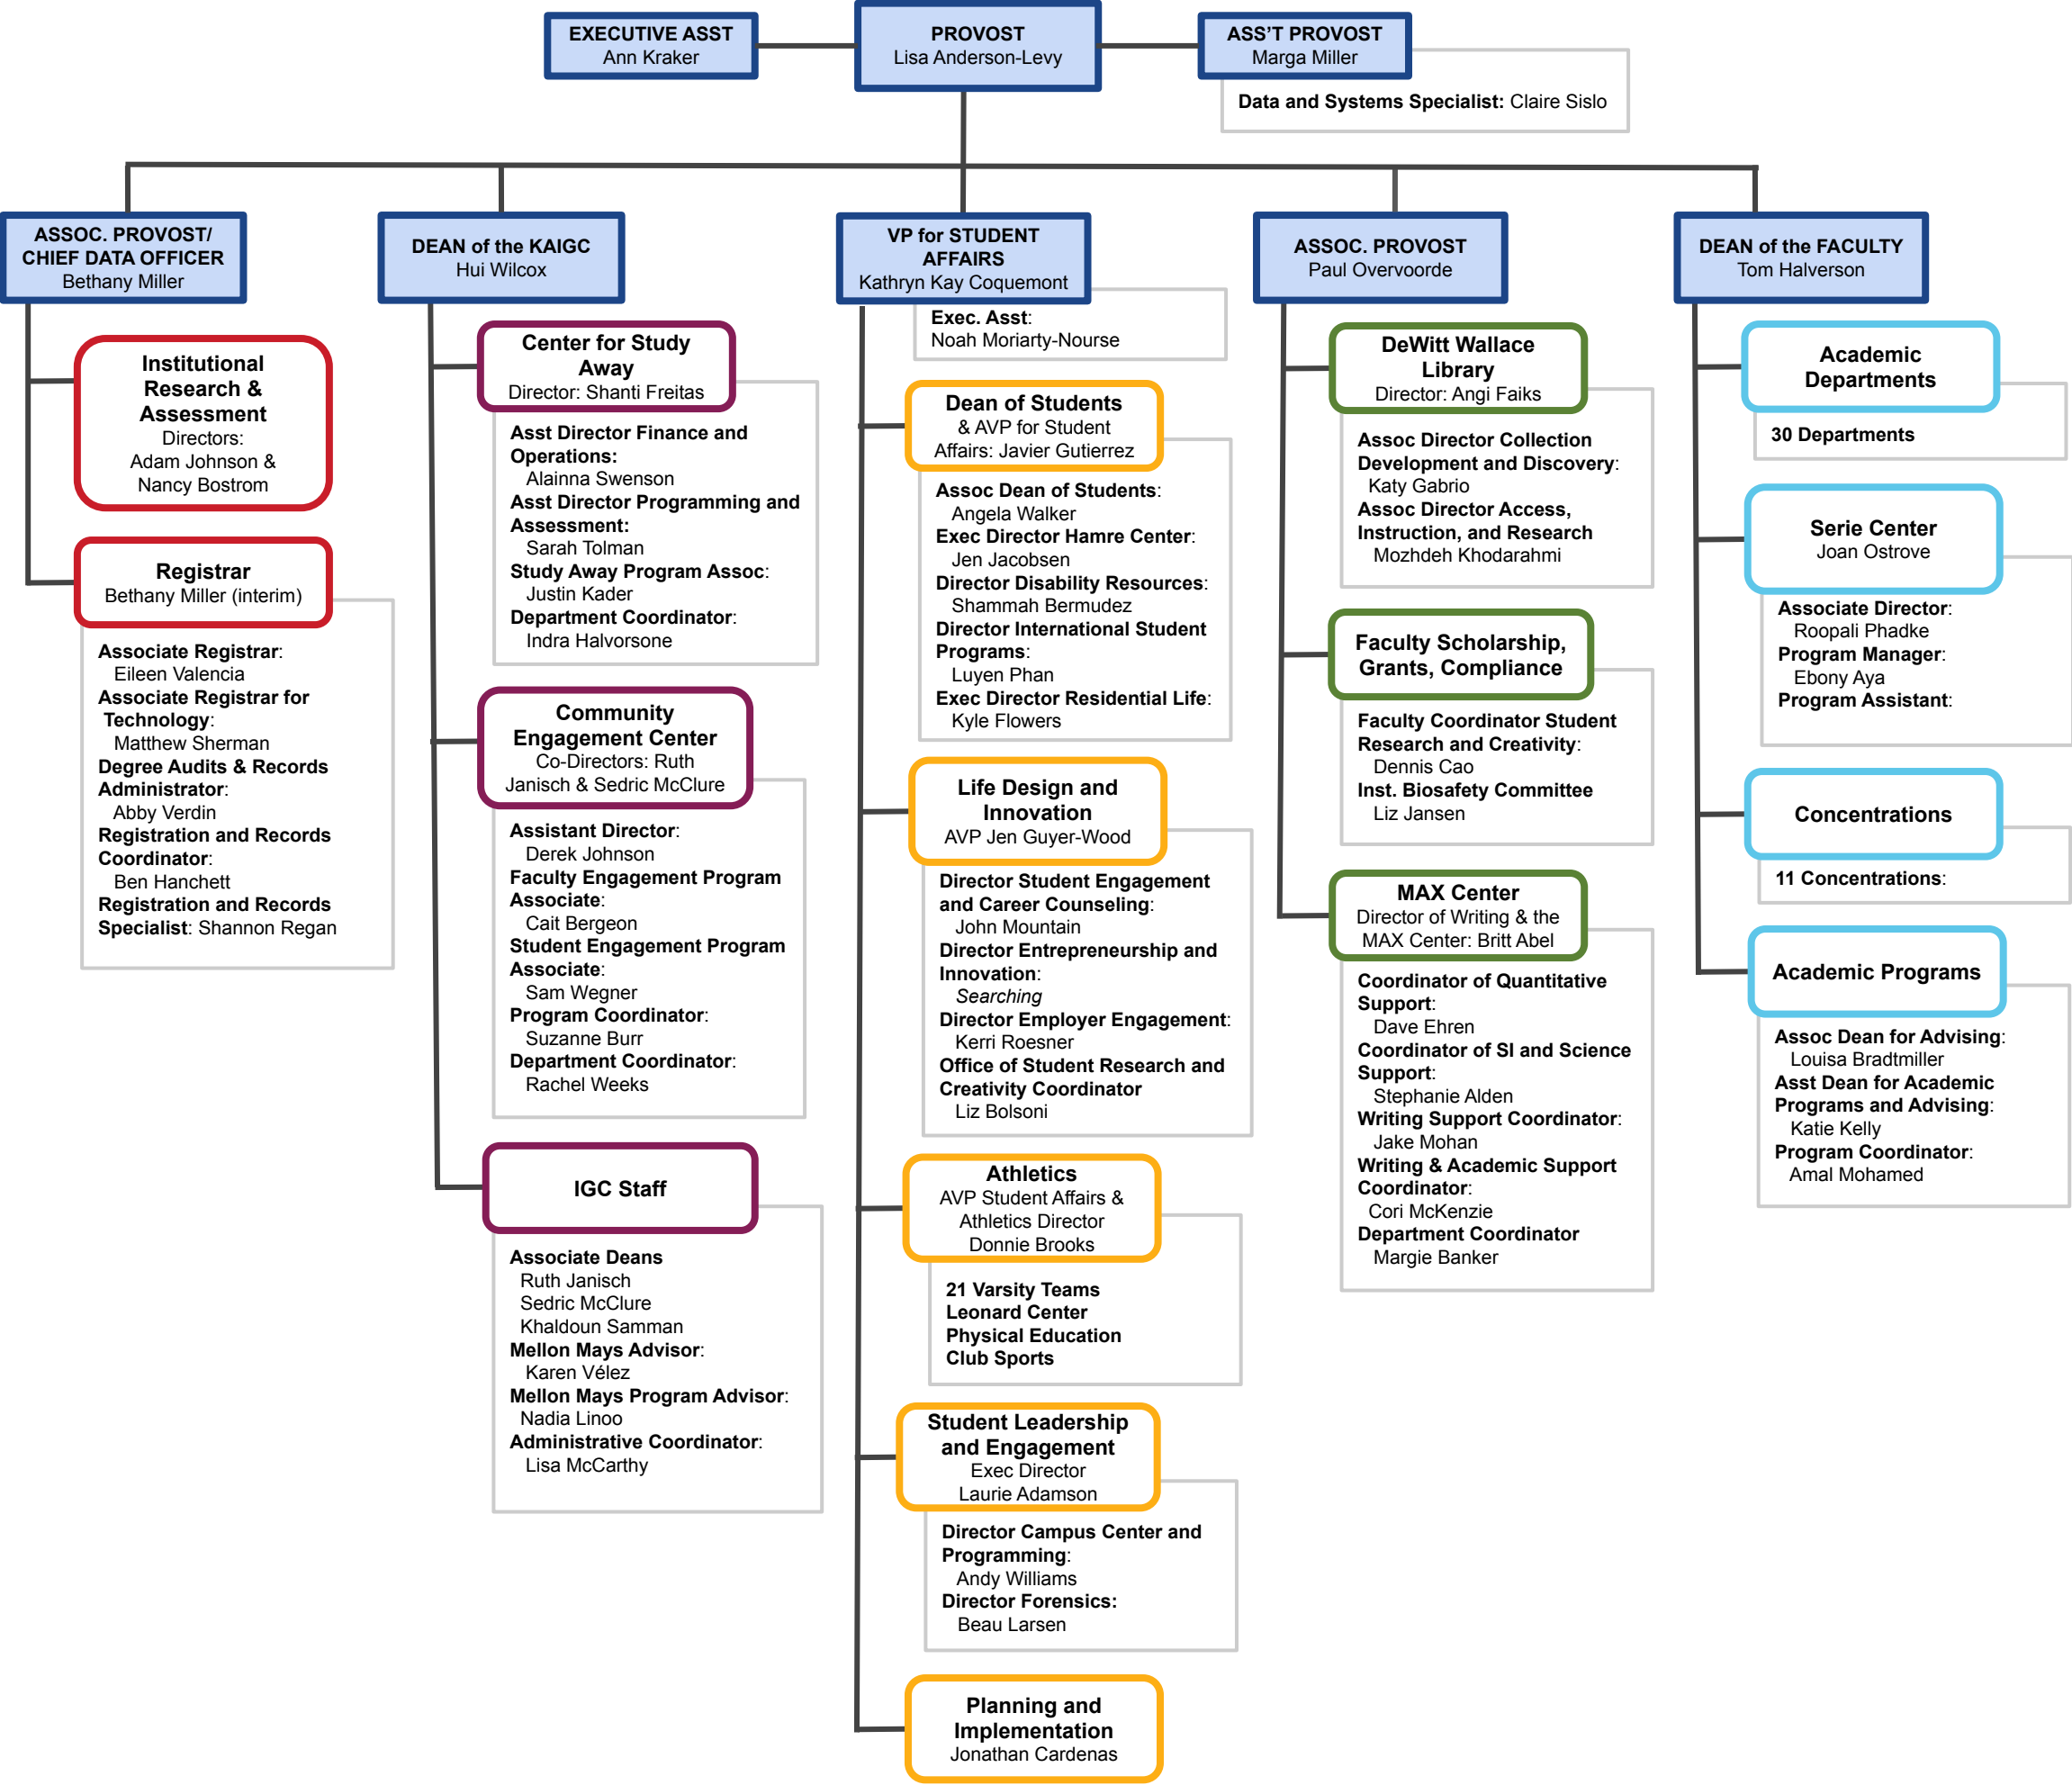 EXECUTIVE ASST
Ann Kraker
PROVOST
Lisa Anderson-Levy
ASS'T PROVOST
Marga Miller
Data and Systems Specialist: Claire Sislo
ASSOC. PROVOST/
CHIEF DATA OFFICER
Bethany Miller
Institutional
Research &
Assessment
Directors:
Adam Johnson &
Nancy Bostrom
Registrar
Bethany Miller (interim)
Associate Registrar:
Eileen Valencia
Associate Registrar for
Technology:
Matthew Sherman
Degree Audits & Records
Administrator:
Abby Verdin
Registration and Records
Coordinator:
Ben Hanchett
Registration and Records
Specialist: Shannon Regan
DEAN of the KAIGC
Hui Wilcox
Center for Study
Away
Director: Shanti Freitas
Asst Director Finance and
Operations:
Alainna Swenson
Asst Director Programming and
Assessment:
Sarah Tolman
Study Away Program Assoc:
Justin Kader
Department Coordinator:
Indra Halvorsone
Community
Engagement Center
Co-Directors: Ruth
Janisch & Sedric McClure
Assistant Director:
Derek Johnson
Faculty Engagement Program
Associate:
Cait Bergeon
Student Engagement Program
Associate:
Sam Wegner
Program Coordinator:
Suzanne Burr
Department Coordinator:
Rachel Weeks
IGC Staff
Associate Deans
Ruth Janisch
Sedric McClure
Khaldoun Samman
Mellon Mays Advisor:
Karen Vélez
Mellon Mays Program Advisor:
Nadia Linoo
Administrative Coordinator:
Lisa McCarthy
VP for STUDENT
AFFAIRS
Kathryn Kay Coquemont
Exec. Asst:
Noah Moriarty-Nourse
Dean of Students
& AVP for Student
Affairs: Javier Gutierrez
Assoc Dean of Students:
Angela Walker
Exec Director Hamre Center:
Jen Jacobsen
Director Disability Resources:
Shammah Bermudez
Director International Student
Programs:
Luyen Phan
Exec Director Residential Life:
Kyle Flowers
Life Design and
Innovation
AVP Jen Guyer-Wood
Director Student Engagement
and Career Counseling:
John Mountain
Director Entrepreneurship and
Innovation:
Searching
Director Employer Engagement:
Kerri Roesner
Office of Student Research and
Creativity Coordinator
Liz Bolsoni
Athletics
AVP Student Affairs &
Athletics Director
Donnie Brooks
21 Varsity Teams
Leonard Center
Physical Education
Club Sports
Student Leadership
and Engagement
Exec Director
Laurie Adamson
Director Campus Center and
Programming:
Andy Williams
Director Forensics:
Beau Larsen
Planning and
Implementation
Jonathan Cardenas
ASSOC. PROVOST
Paul Overvoorde
DeWitt Wallace
Library
Director: Angi Faiks
Assoc Director Collection
Development and Discovery:
Katy Gabrio
Assoc Director Access,
Instruction, and Research
Mozhdeh Khodarahmi
Faculty Scholarship,
Grants, Compliance
Faculty Coordinator Student
Research and Creativity:
Dennis Cao
Inst. Biosafety Committee
Liz Jansen
MAX Center
Director of Writing & the
MAX Center: Britt Abel
Coordinator of Quantitative
Support:
Dave Ehren
Coordinator of SI and Science
Support:
Stephanie Alden
Writing Support Coordinator:
Jake Mohan
Writing & Academic Support
Coordinator:
Cori McKenzie
Department Coordinator
Margie Banker
DEAN of the FACULTY
Tom Halverson
Academic
Departments
30 Departments
Serie Center
Joan Ostrove
Associate Director:
Roopali Phadke
Program Manager:
Ebony Aya
Program Assistant:
Concentrations
11 Concentrations:
Academic Programs
Assoc Dean for Advising:
Louisa Bradtmiller
Asst Dean for Academic
Programs and Advising:
Katie Kelly
Program Coordinator:
Amal Mohamed